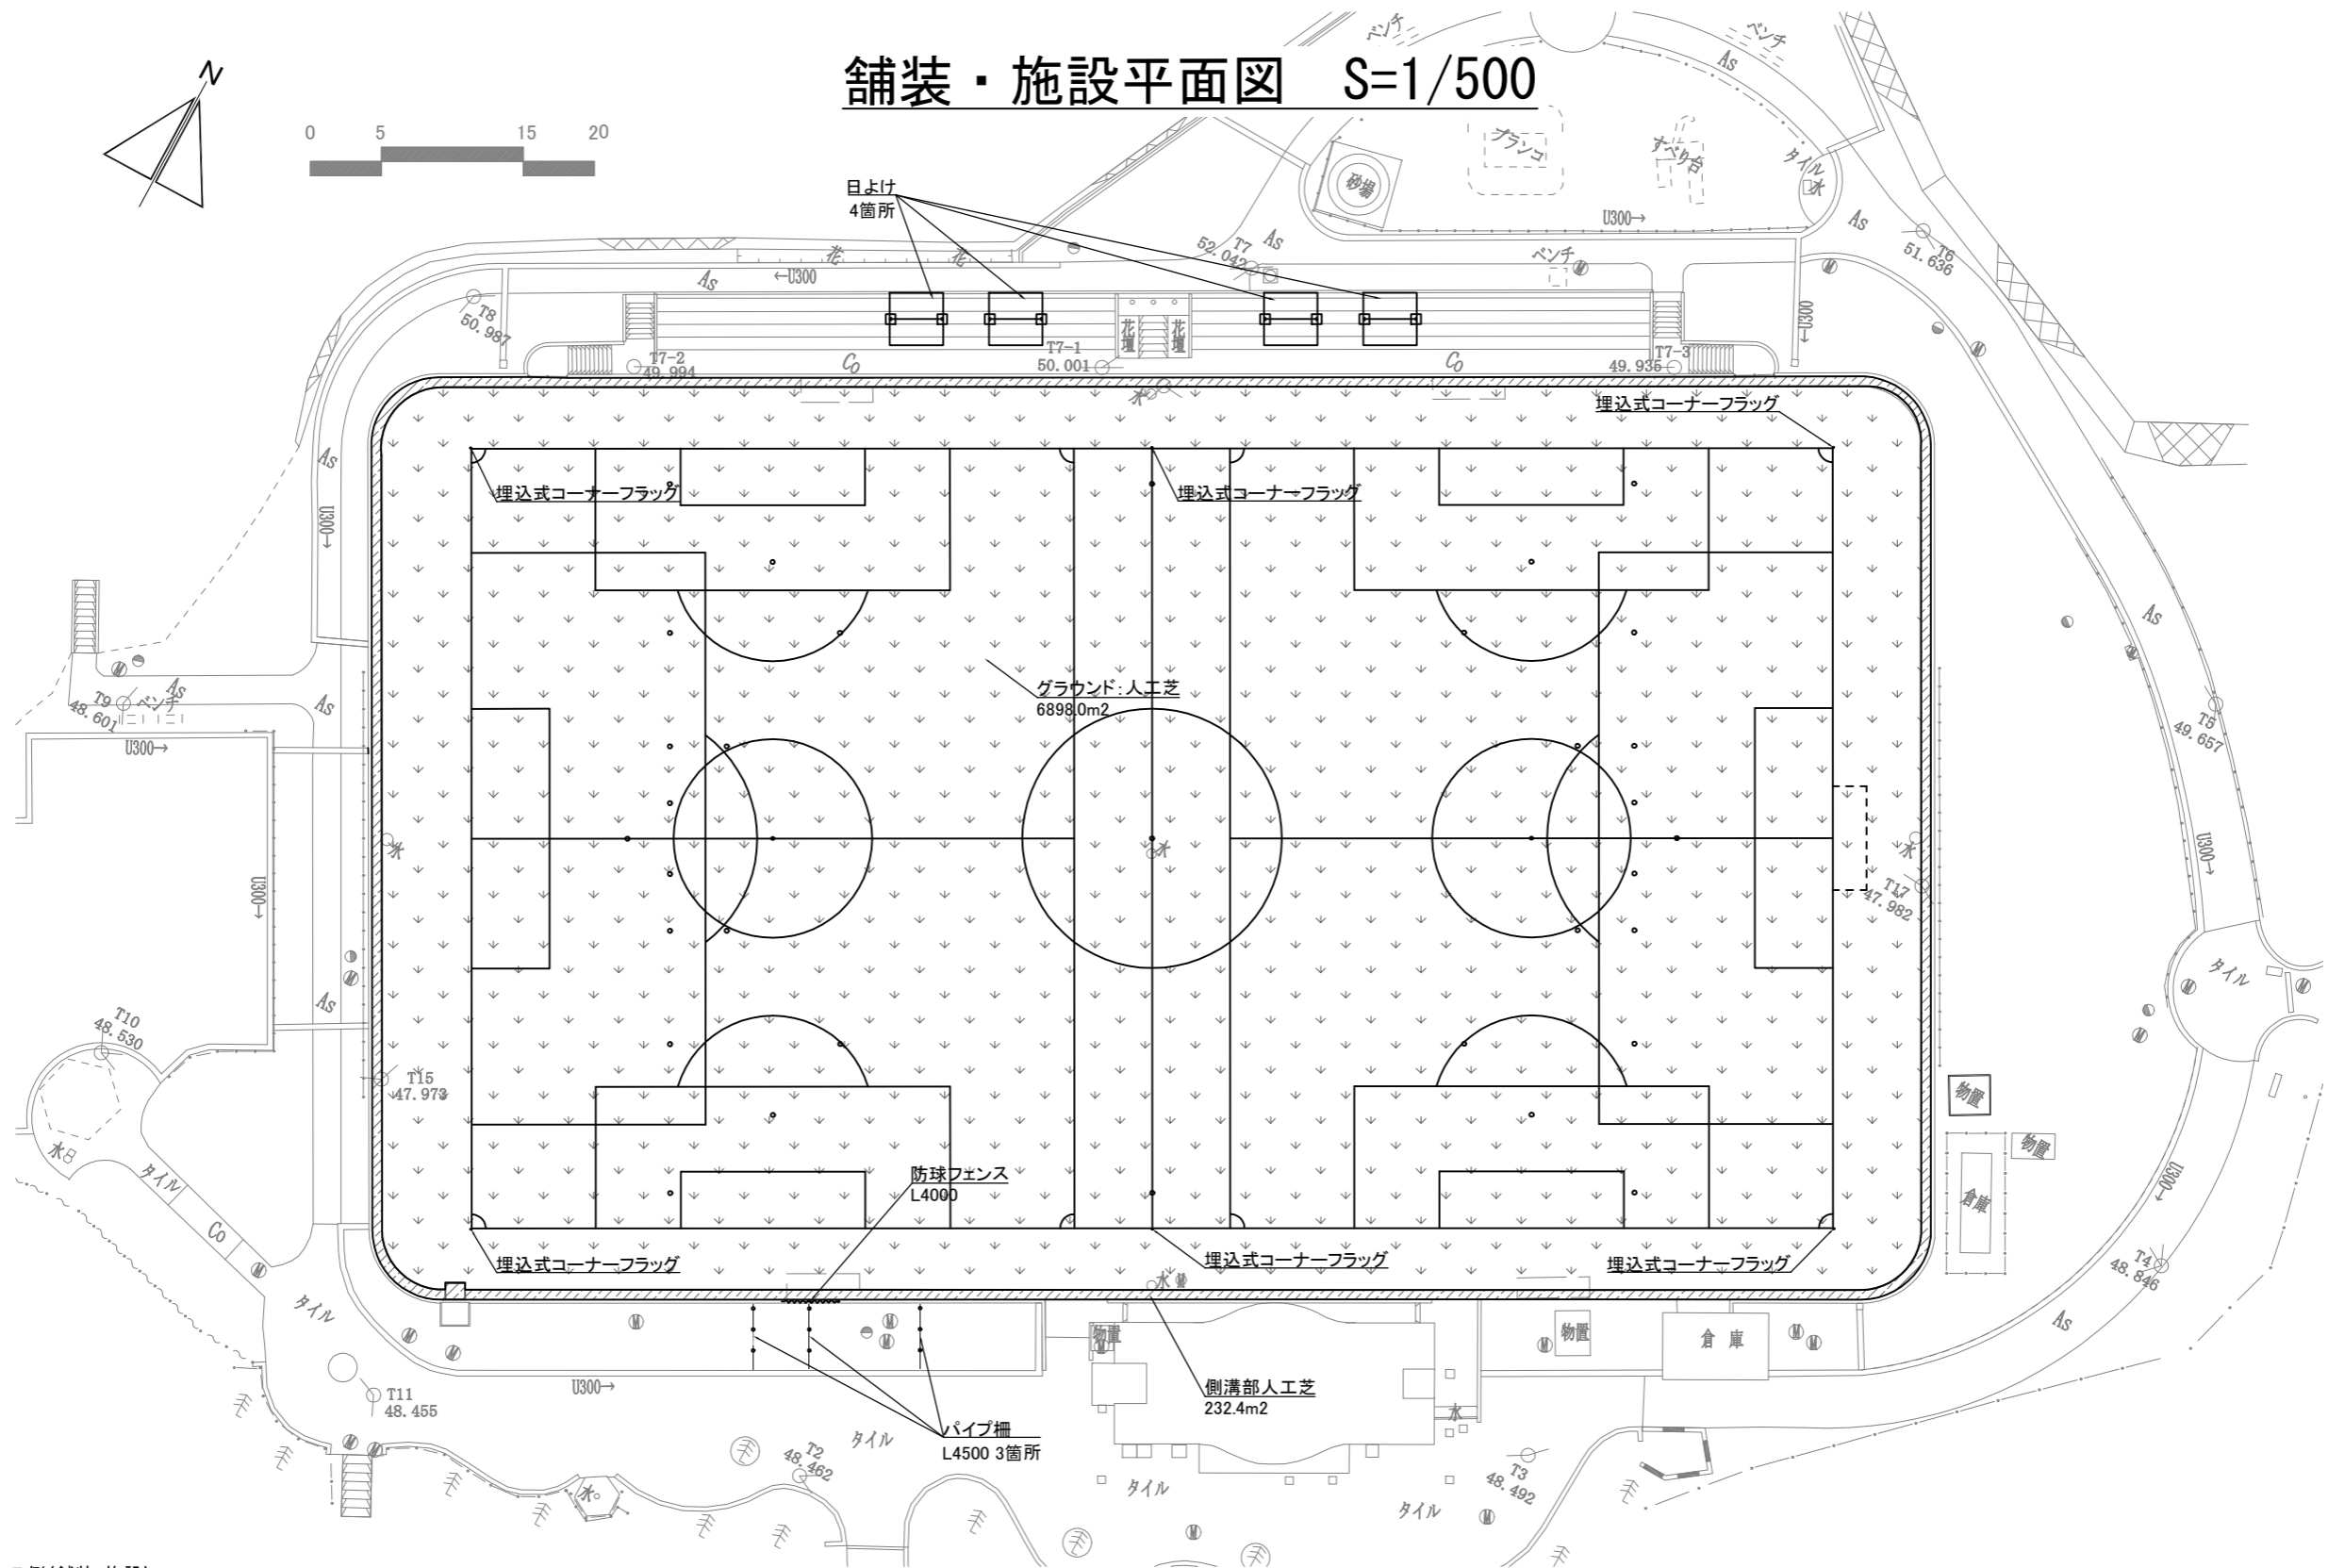 舗装・施設平面図 S=1/500
N
0 5 15 20
ベンチ
ベンチ
As
ブランコ
すべり台
タイル
水
砂場
日よけ
4箇所
U300→
As
T6
51.636
花
花
T7
52.042
As
ベンチ
←U300
As
U300→
T8
50.987
花壇
花壇
T7-2
49.994
Co
T7-1
50.001
Co
T7-3
49.935
水
埋込式コーナーフラッグ
As
埋込式コーナーフラッグ
埋込式コーナーフラッグ
U300→
As
グラウンド:人工芝
6898.0m2
T9
48.601
ベンチ
As
As
U300→
T5
49.657
水
水
水
U300→
U300→
T17
47.982
タイル
As
T10
48.530
T15
47.973
物置
物置
水
タイル
防球フェンス
L4000
倉庫
U300→
Co
埋込式コーナーフラッグ
埋込式コーナーフラッグ
埋込式コーナーフラッグ
T4
48.846
水
M
タイル
As
物置
物置
倉庫
U300→
側溝部人工芝
232.4m2
T11
48.455
水
パイプ柵
L4500 3箇所
タイル
T2
48.462
T3
48.492
タイル
タイル
水